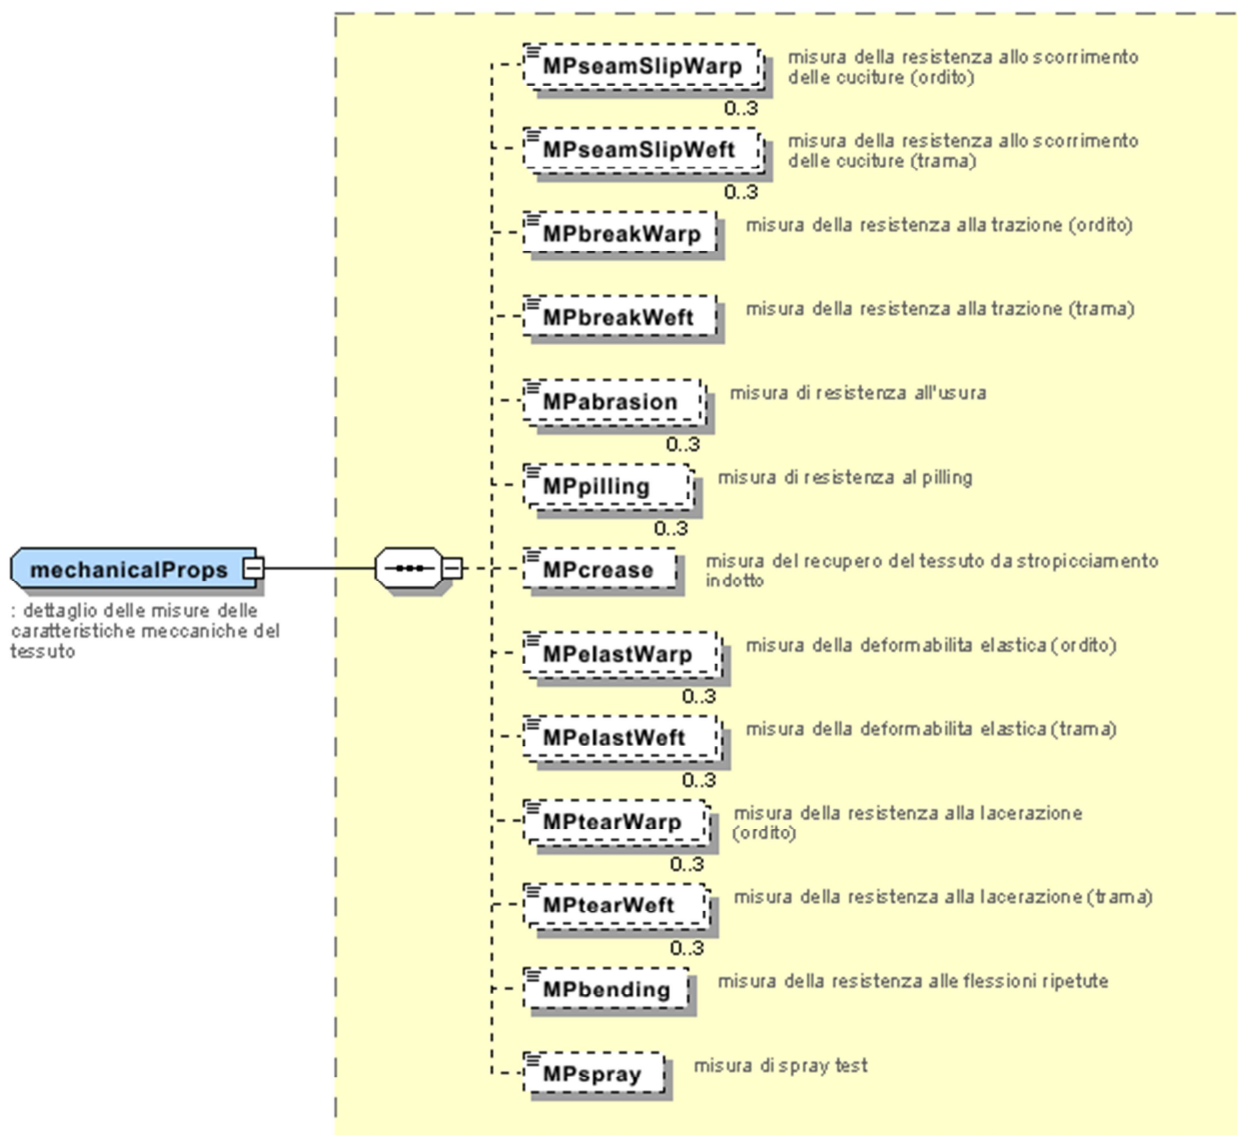 MPseamSlipWarp
misura della resistenza allo scorrimento
delle cuciture (ordito)
0..3
MPseamSlipWeft
misura della resistenza allo scorrimento
delle cuciture (trama)
0..3
MPbreakWarp
misura della resistenza alla trazione (ordito)
MPbreakWeft
misura della resistenza alla trazione (trama)
MPabrasion
misura di resistenza all'usura
0..3
MPpilling
misura di resistenza al pilling
0..3
mechanicalProps
: dettaglio delle misure delle
caratteristiche meccaniche del
tessuto
MPcrease
misura del recupero del tessuto da stropicciamento
indotto
MPelastWarp
misura della deformabilita elastica (ordito)
0..3
MPelastWeft
misura della deformabilita elastica (trama)
0..3
MPtearWarp
misura della resistenza alla lacerazione
(ordito)
0..3
MPtearWeft
misura della resistenza alla lacerazione (trama)
0..3
MPbending
misura della resistenza alle flessioni ripetute
MPspray
misura di spray test